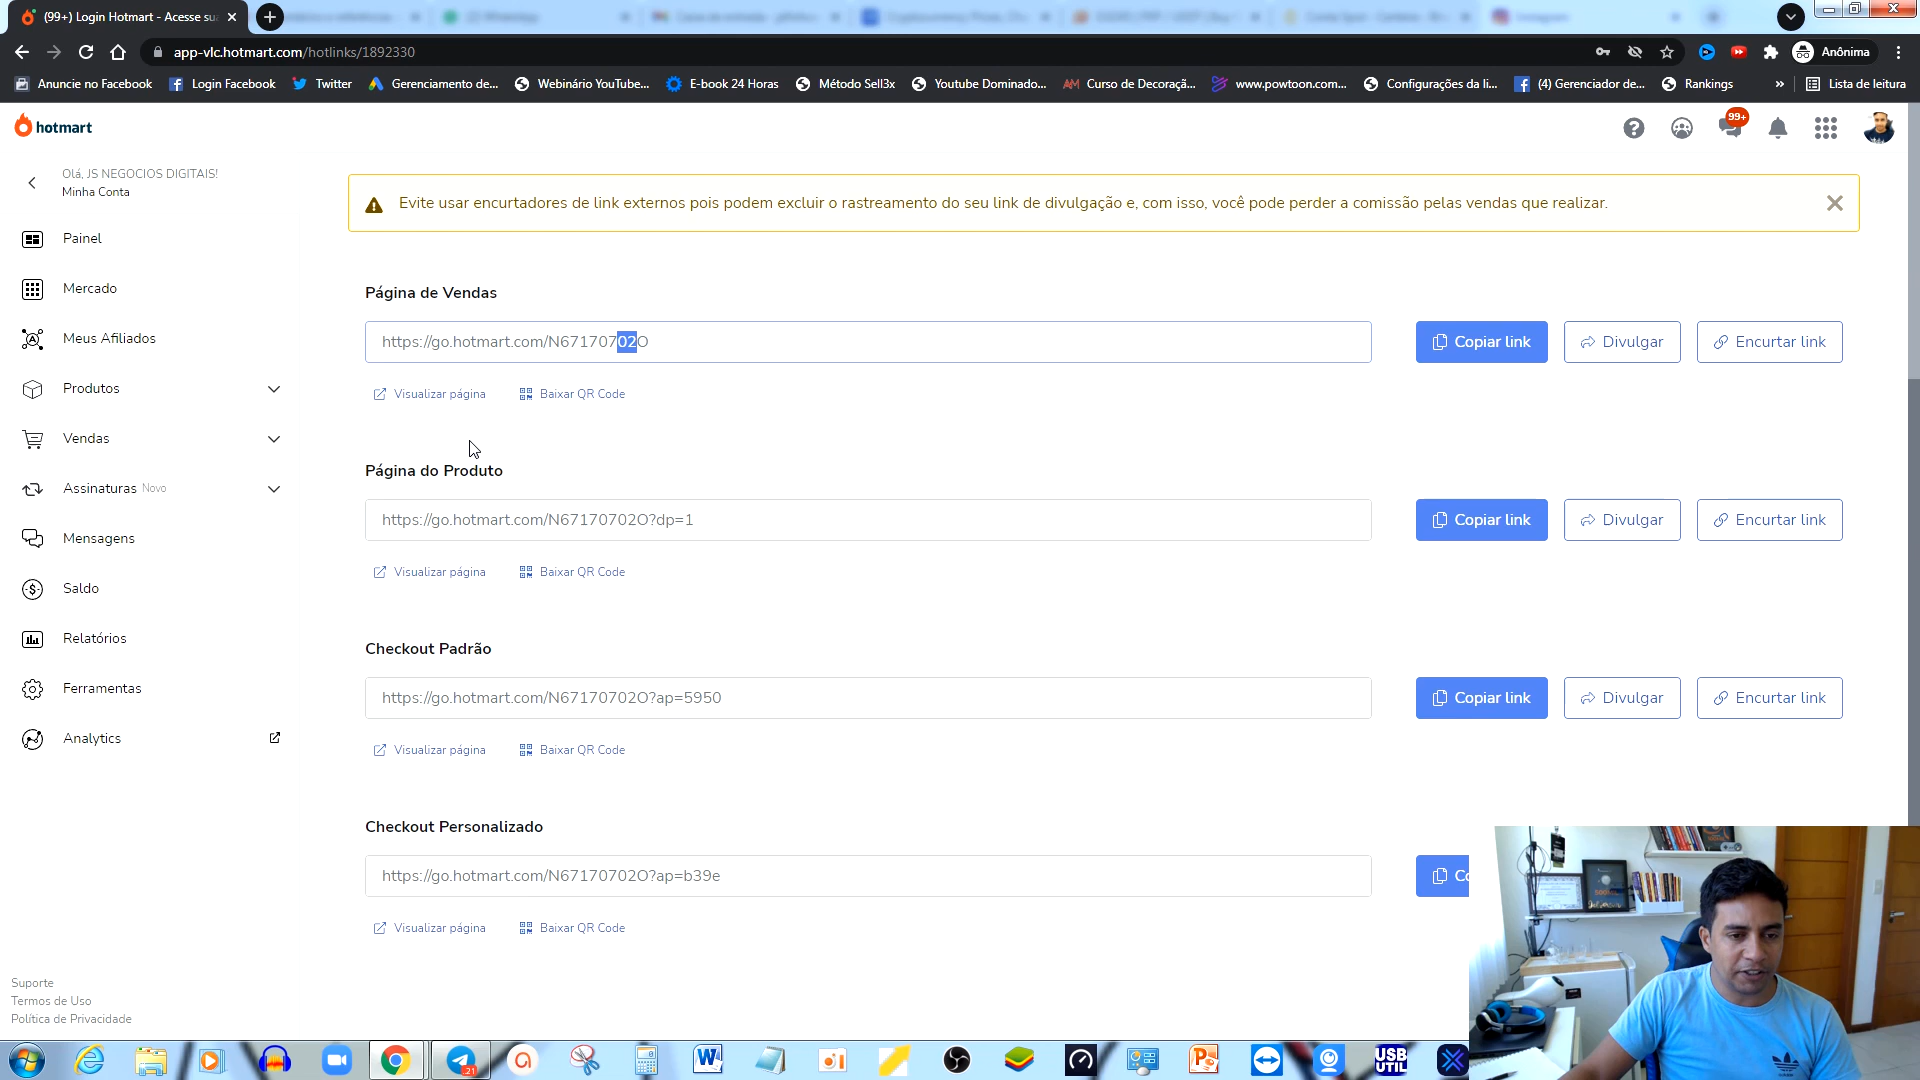 (99+) Login Hotmart - Acesse sua
app-vlc.hotmart.com/hotlinks/1892330
Anônima
Anuncie no Facebook
Login Facebook
Twitter
Gerenciamento de...
Webinário YouTube...
E-book 24 Horas
Método Sell3x
Youtube Dominado...
Curso de Decoraçã...
www.powtoon.com...
Configurações da li...
(4) Gerenciador de...
Rankings
»
Lista de leitura
hotmart
99+
Olá, JS NEGOCIOS DIGITAIS!
Minha Conta
Painel
Mercado
Meus Afiliados
Produtos
Vendas
Assinaturas Novo
Mensagens
Saldo
Relatórios
Ferramentas
Analytics
Suporte
Termos de Uso
Política de Privacidade
Evite usar encurtadores de link externos pois podem excluir o rastreamento do seu link de divulgação e, com isso, você pode perder a comissão pelas vendas que realizar.
Página de Vendas
https://go.hotmart.com/N67170702O
Copiar link
Divulgar
Encurtar link
Visualizar página
Baixar QR Code
Página do Produto
https://go.hotmart.com/N67170702O?dp=1
Copiar link
Divulgar
Encurtar link
Visualizar página
Baixar QR Code
Checkout Padrão
https://go.hotmart.com/N67170702O?ap=5950
Copiar link
Divulgar
Encurtar link
Visualizar página
Baixar QR Code
Checkout Personalizado
https://go.hotmart.com/N67170702O?ap=b39e
Co
Visualizar página
Baixar QR Code
21
USB
UTIL